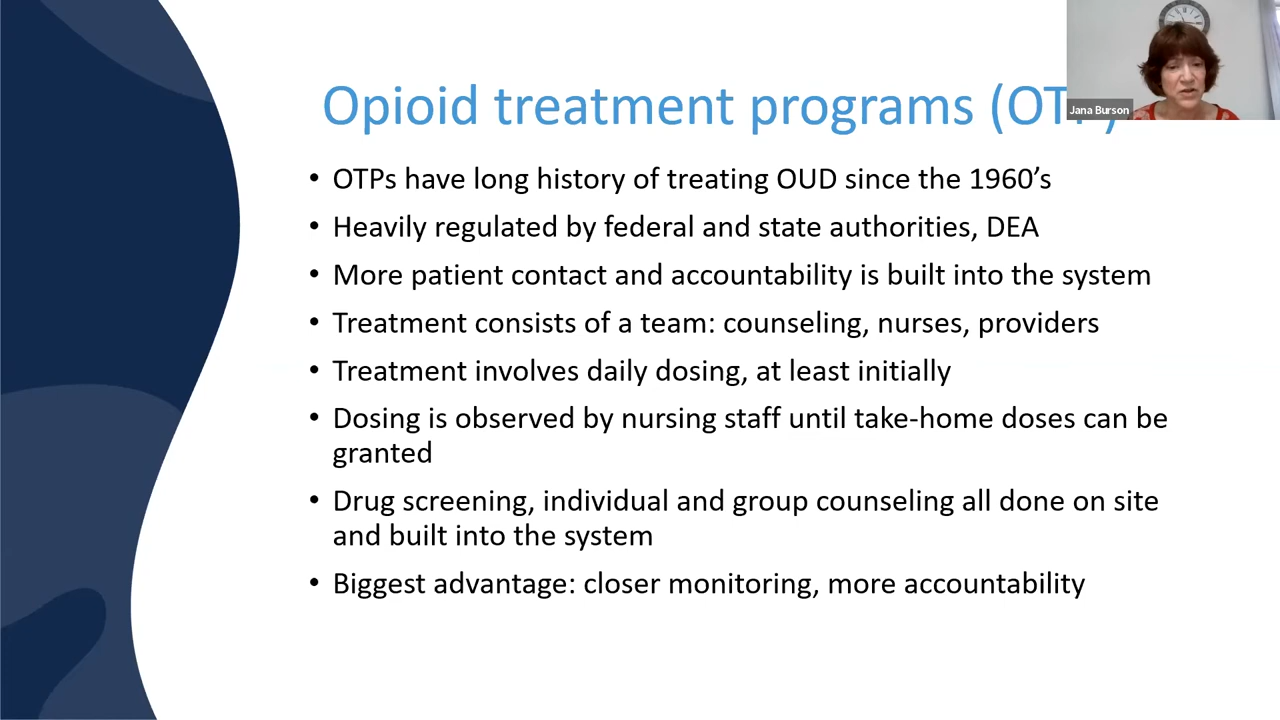 Opioid treatment programs (OTP)
Jana Burson
• OTPs have long history of treating OUD since the 1960’s
• Heavily regulated by federal and state authorities, DEA
• More patient contact and accountability is built into the system
• Treatment consists of a team: counseling, nurses, providers
• Treatment involves daily dosing, at least initially
• Dosing is observed by nursing staff until take-home doses can be
granted
• Drug screening, individual and group counseling all done on site
and built into the system
• Biggest advantage: closer monitoring, more accountability